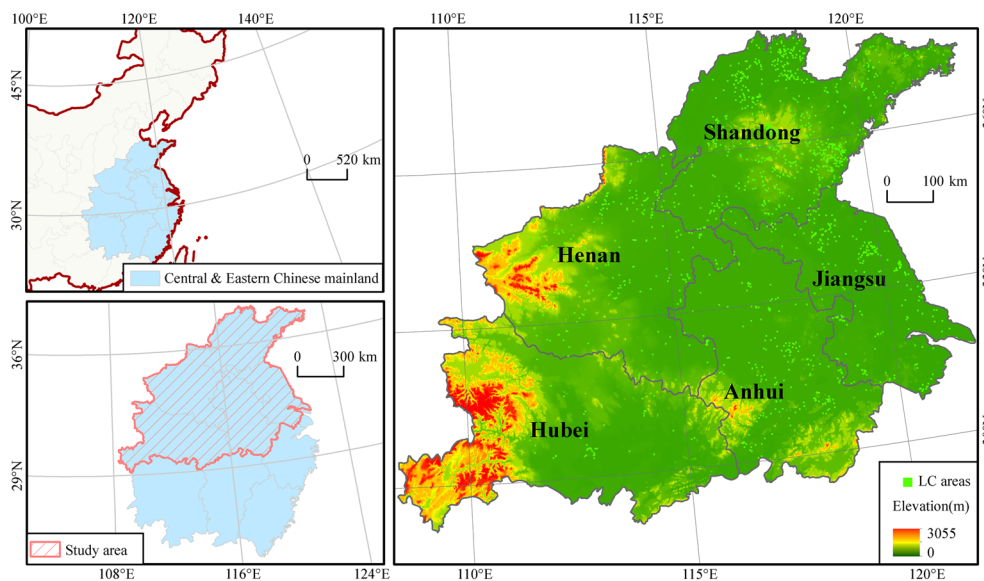 100°E
120°E
140°E
45°N
30°N
0
520 km
Central & Eastern Chinese mainland
36°N
29°N
0
300 km
Study area
108°E
116°E
124°E
110°E
115°E
120°E
Shandong
0
100 km
Henan
Jiangsu
Anhui
Hubei
LC areas
Elevation(m)
3055
0
110°E
115°E
120°E